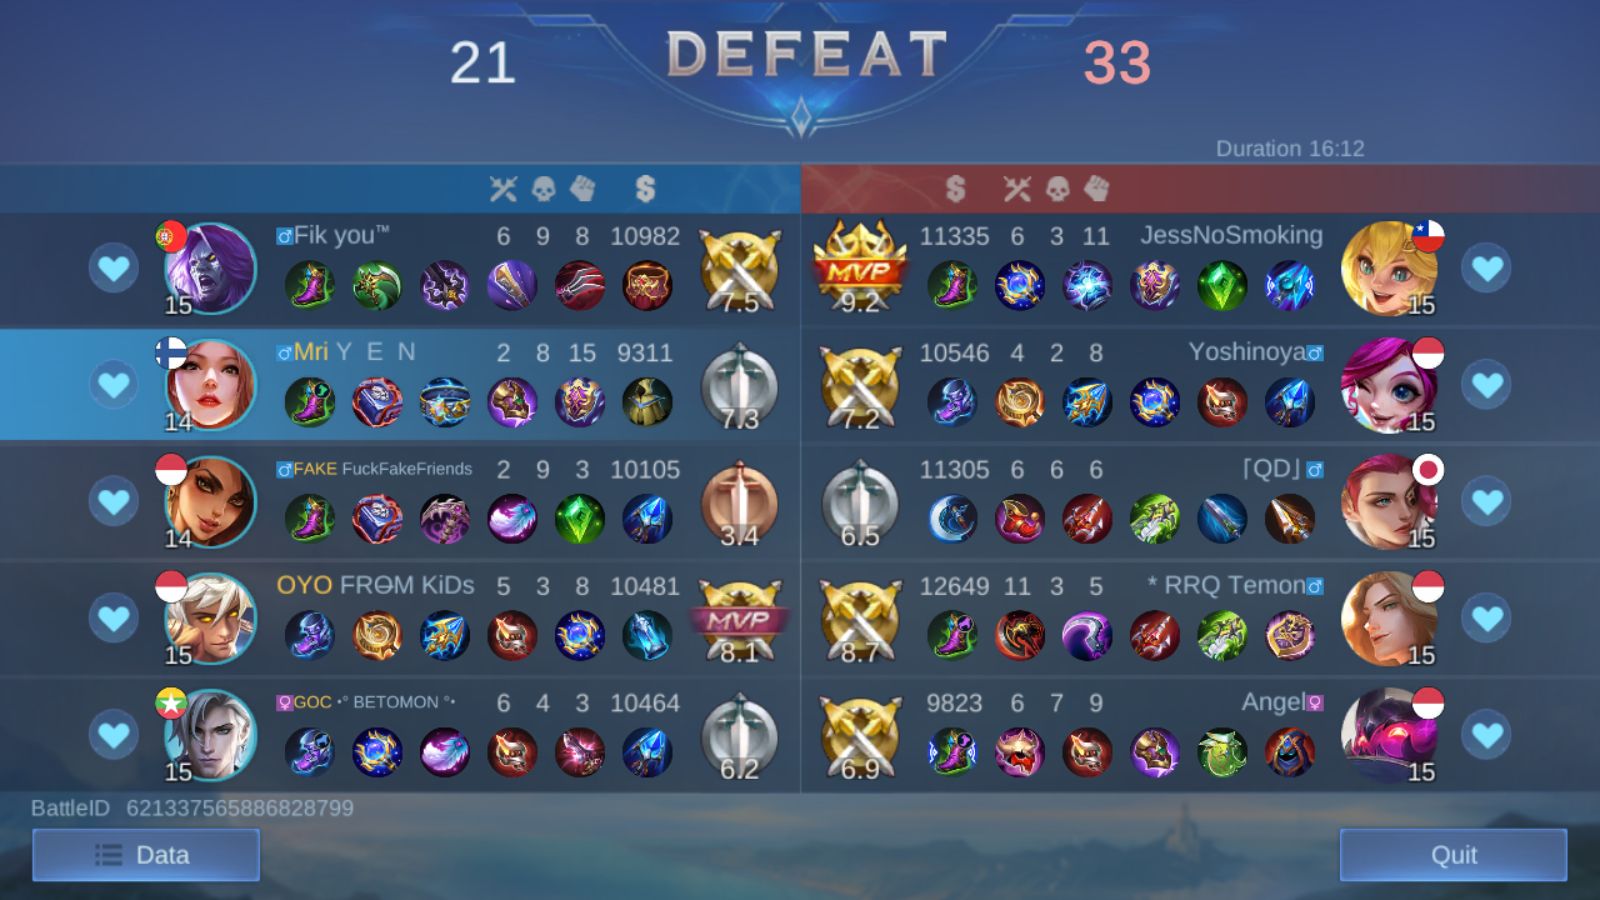 21 DEFEAT 33
Duration 16:12
Fik you™ 6 9 8 10982 7.5 15
MVP 9.2 11335 6 3 11 JessNoSmoking 15
Mri Y E N 2 8 15 9311 7.3 14
7.2 10546 4 2 8 Yoshinoya 15
FAKE FuckFakeFriends 2 9 3 10105 3.4 14
6.5 11305 6 6 6 「QD」 15
OYO FRӨM KiDs 5 3 8 10481 MVP 8.1 15
8.7 12649 11 3 5 * RRQ Temon 15
GOC •° BETOMON °• 6 4 3 10464 6.2 15
6.9 9823 6 7 9 Angel 15
BattleID 621337565886828799
Data
Quit